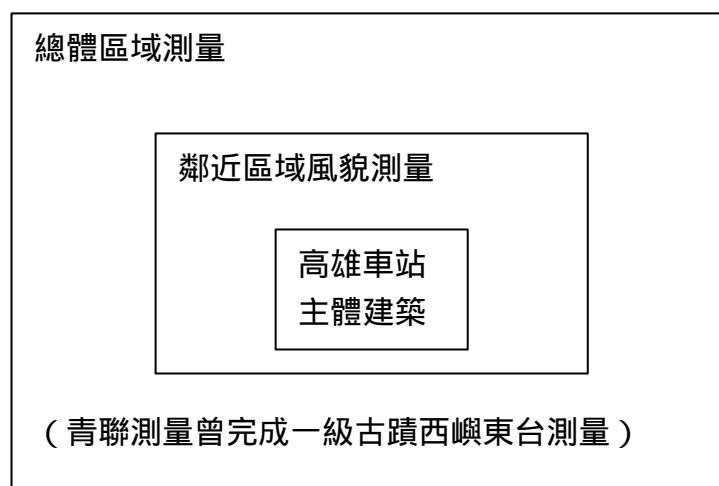 總體區域測量
鄰近區域風貌測量
高雄車站
主體建築
（青聯測量曾完成一級古蹟西嶼東台測量）